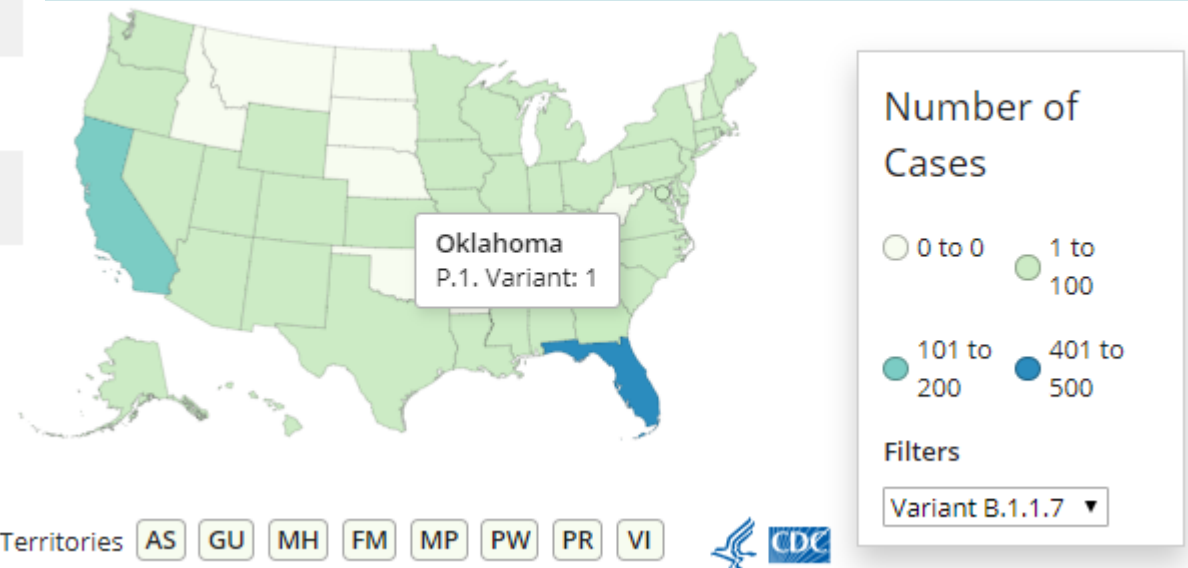 Oklahoma
P.1. Variant: 1
Territories AS GU MH FM MP PW PR VI
CDC
Number of
Cases
0 to 0
1 to
100
101 to
200
401 to
500
Filters
Variant B.1.1.7